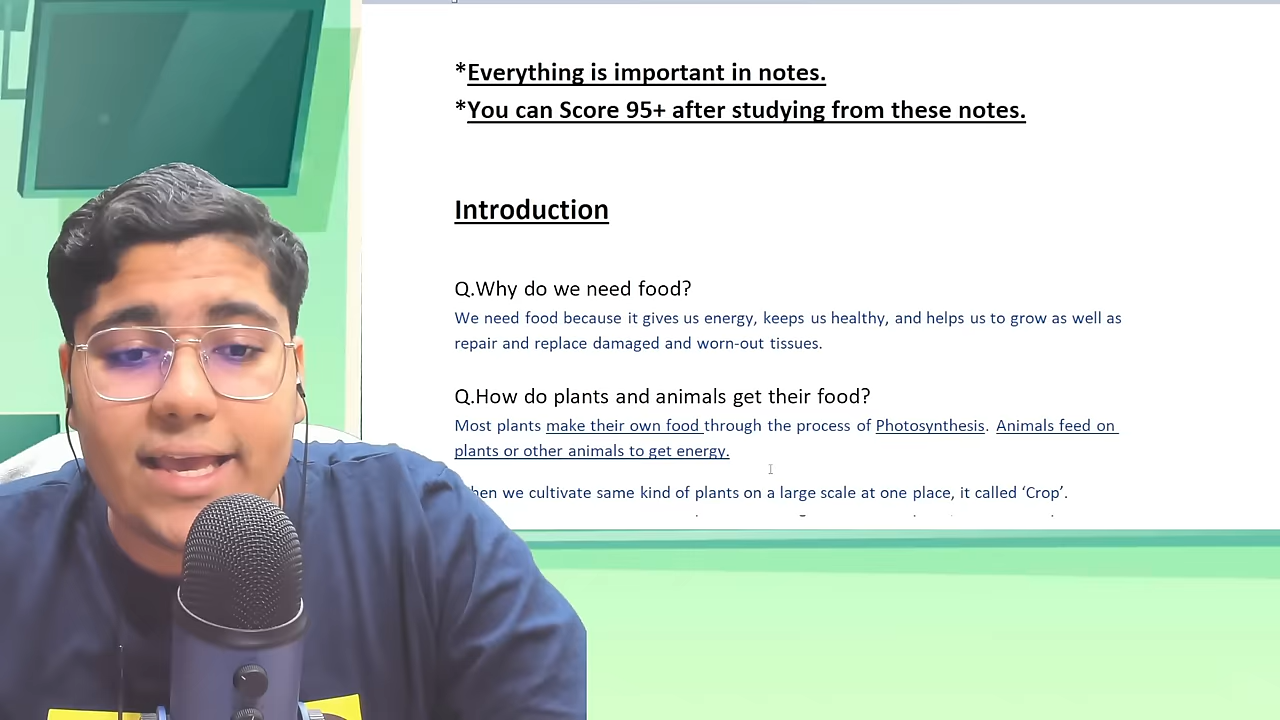 *Everything is important in notes.
*You can Score 95+ after studying from these notes.
Introduction
Q.Why do we need food?
We need food because it gives us energy, keeps us healthy, and helps us to grow as well as
repair and replace damaged and worn-out tissues.
Q.How do plants and animals get their food?
Most plants make their own food through the process of Photosynthesis. Animals feed on
plants or other animals to get energy.
we cultivate same kind of plants on a large scale at one place, it called ‘Crop’.